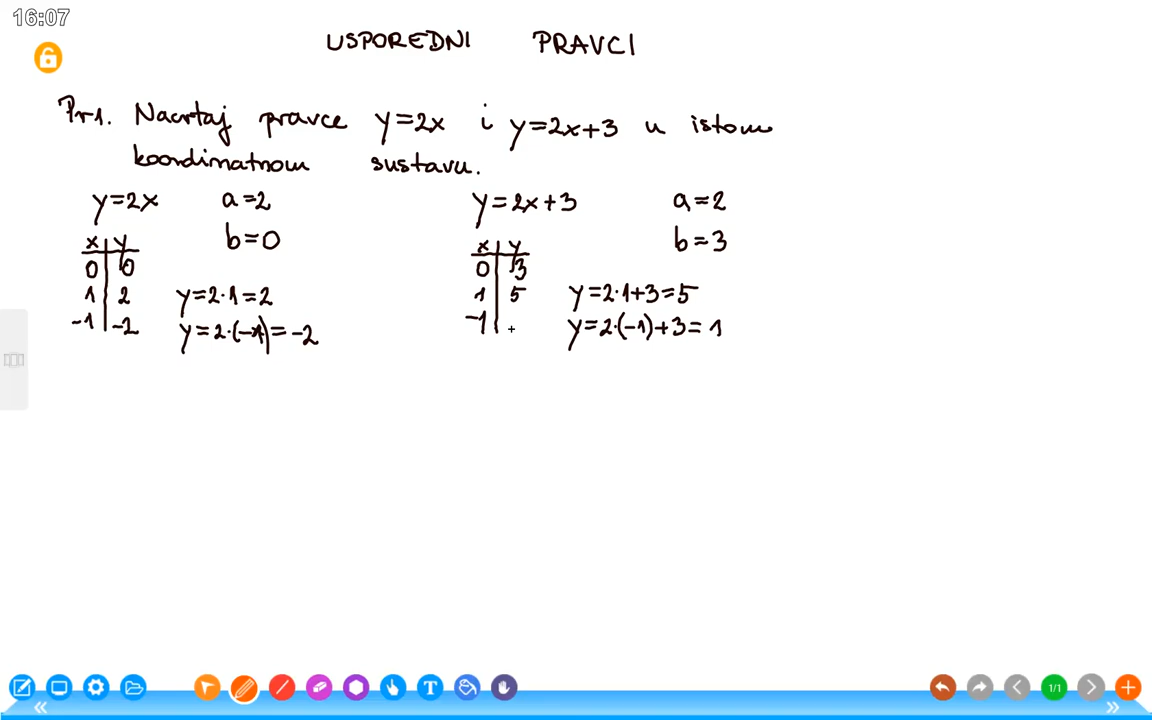 16:07
USPOREDNI PRAVCI
Pr1. Nacrtaj pravce y=2x i y=2x+3 u istom
koordinatnom sustavu.
y=2x a=2 y=2x+3 a=2
b=0 b=3
x y x y
0 0 0 3
1 2 y=2·1=2 1 5 y=2·1+3=5
-1 -2 y=2·(-1)=-2 -1 y=2·(-1)+3=1
T 1/1